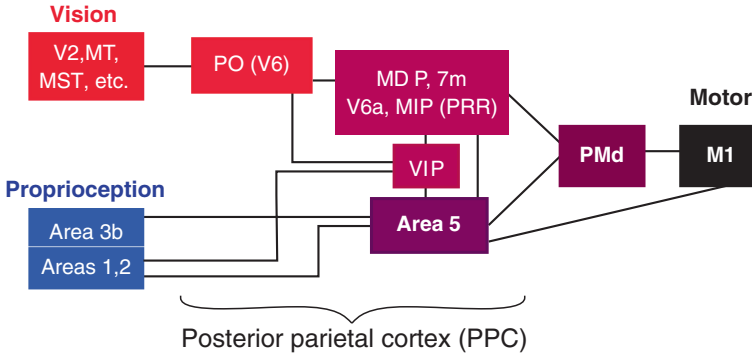 Vision
V2,MT,
MST, etc.
PO (V6)
MD P, 7m
V6a, MIP (PRR)
Motor
VIP
PMd
M1
Proprioception
Area 3b
Areas 1,2
Area 5
Posterior parietal cortex (PPC)